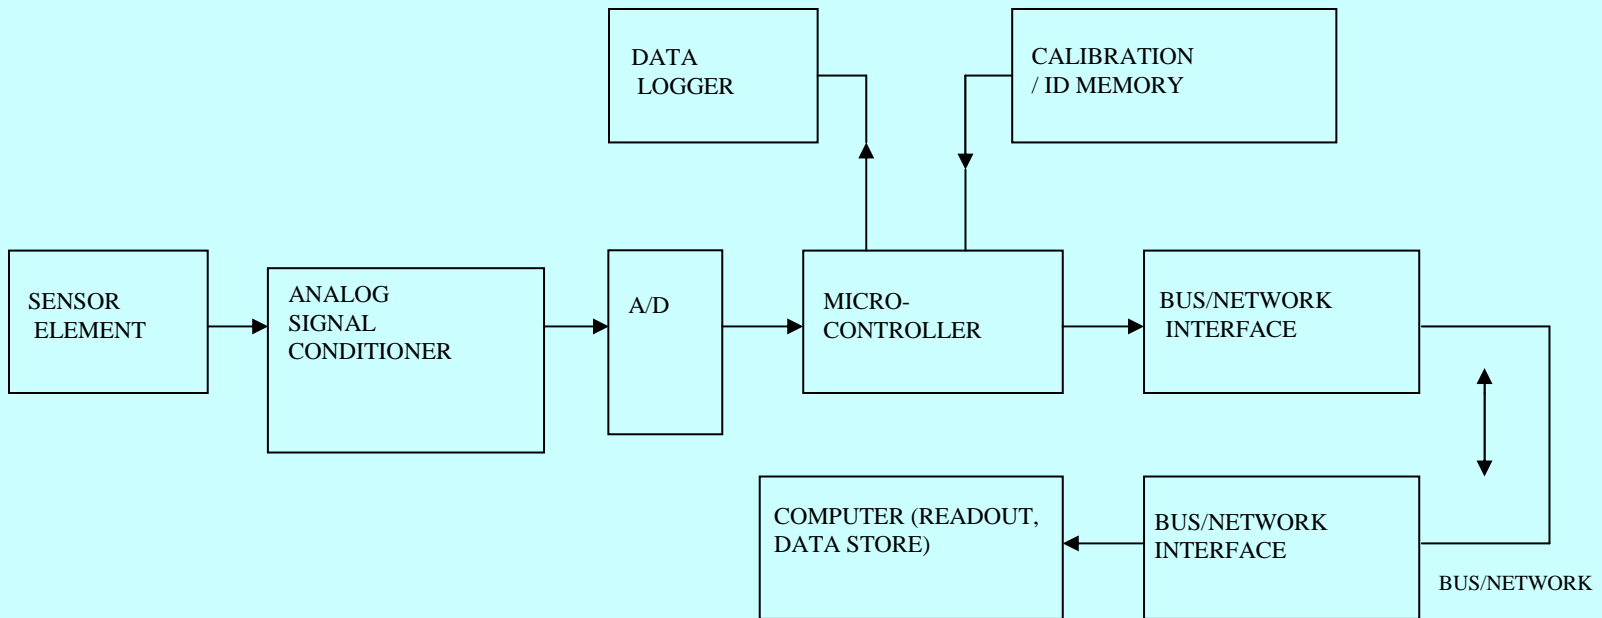 DATA
LOGGER
CALIBRATION
/ ID MEMORY
SENSOR
ELEMENT
ANALOG
SIGNAL
CONDITIONER
A/D
MICRO-
CONTROLLER
BUS/NETWORK
INTERFACE
COMPUTER (READOUT,
DATA STORE)
BUS/NETWORK
INTERFACE
BUS/NETWORK